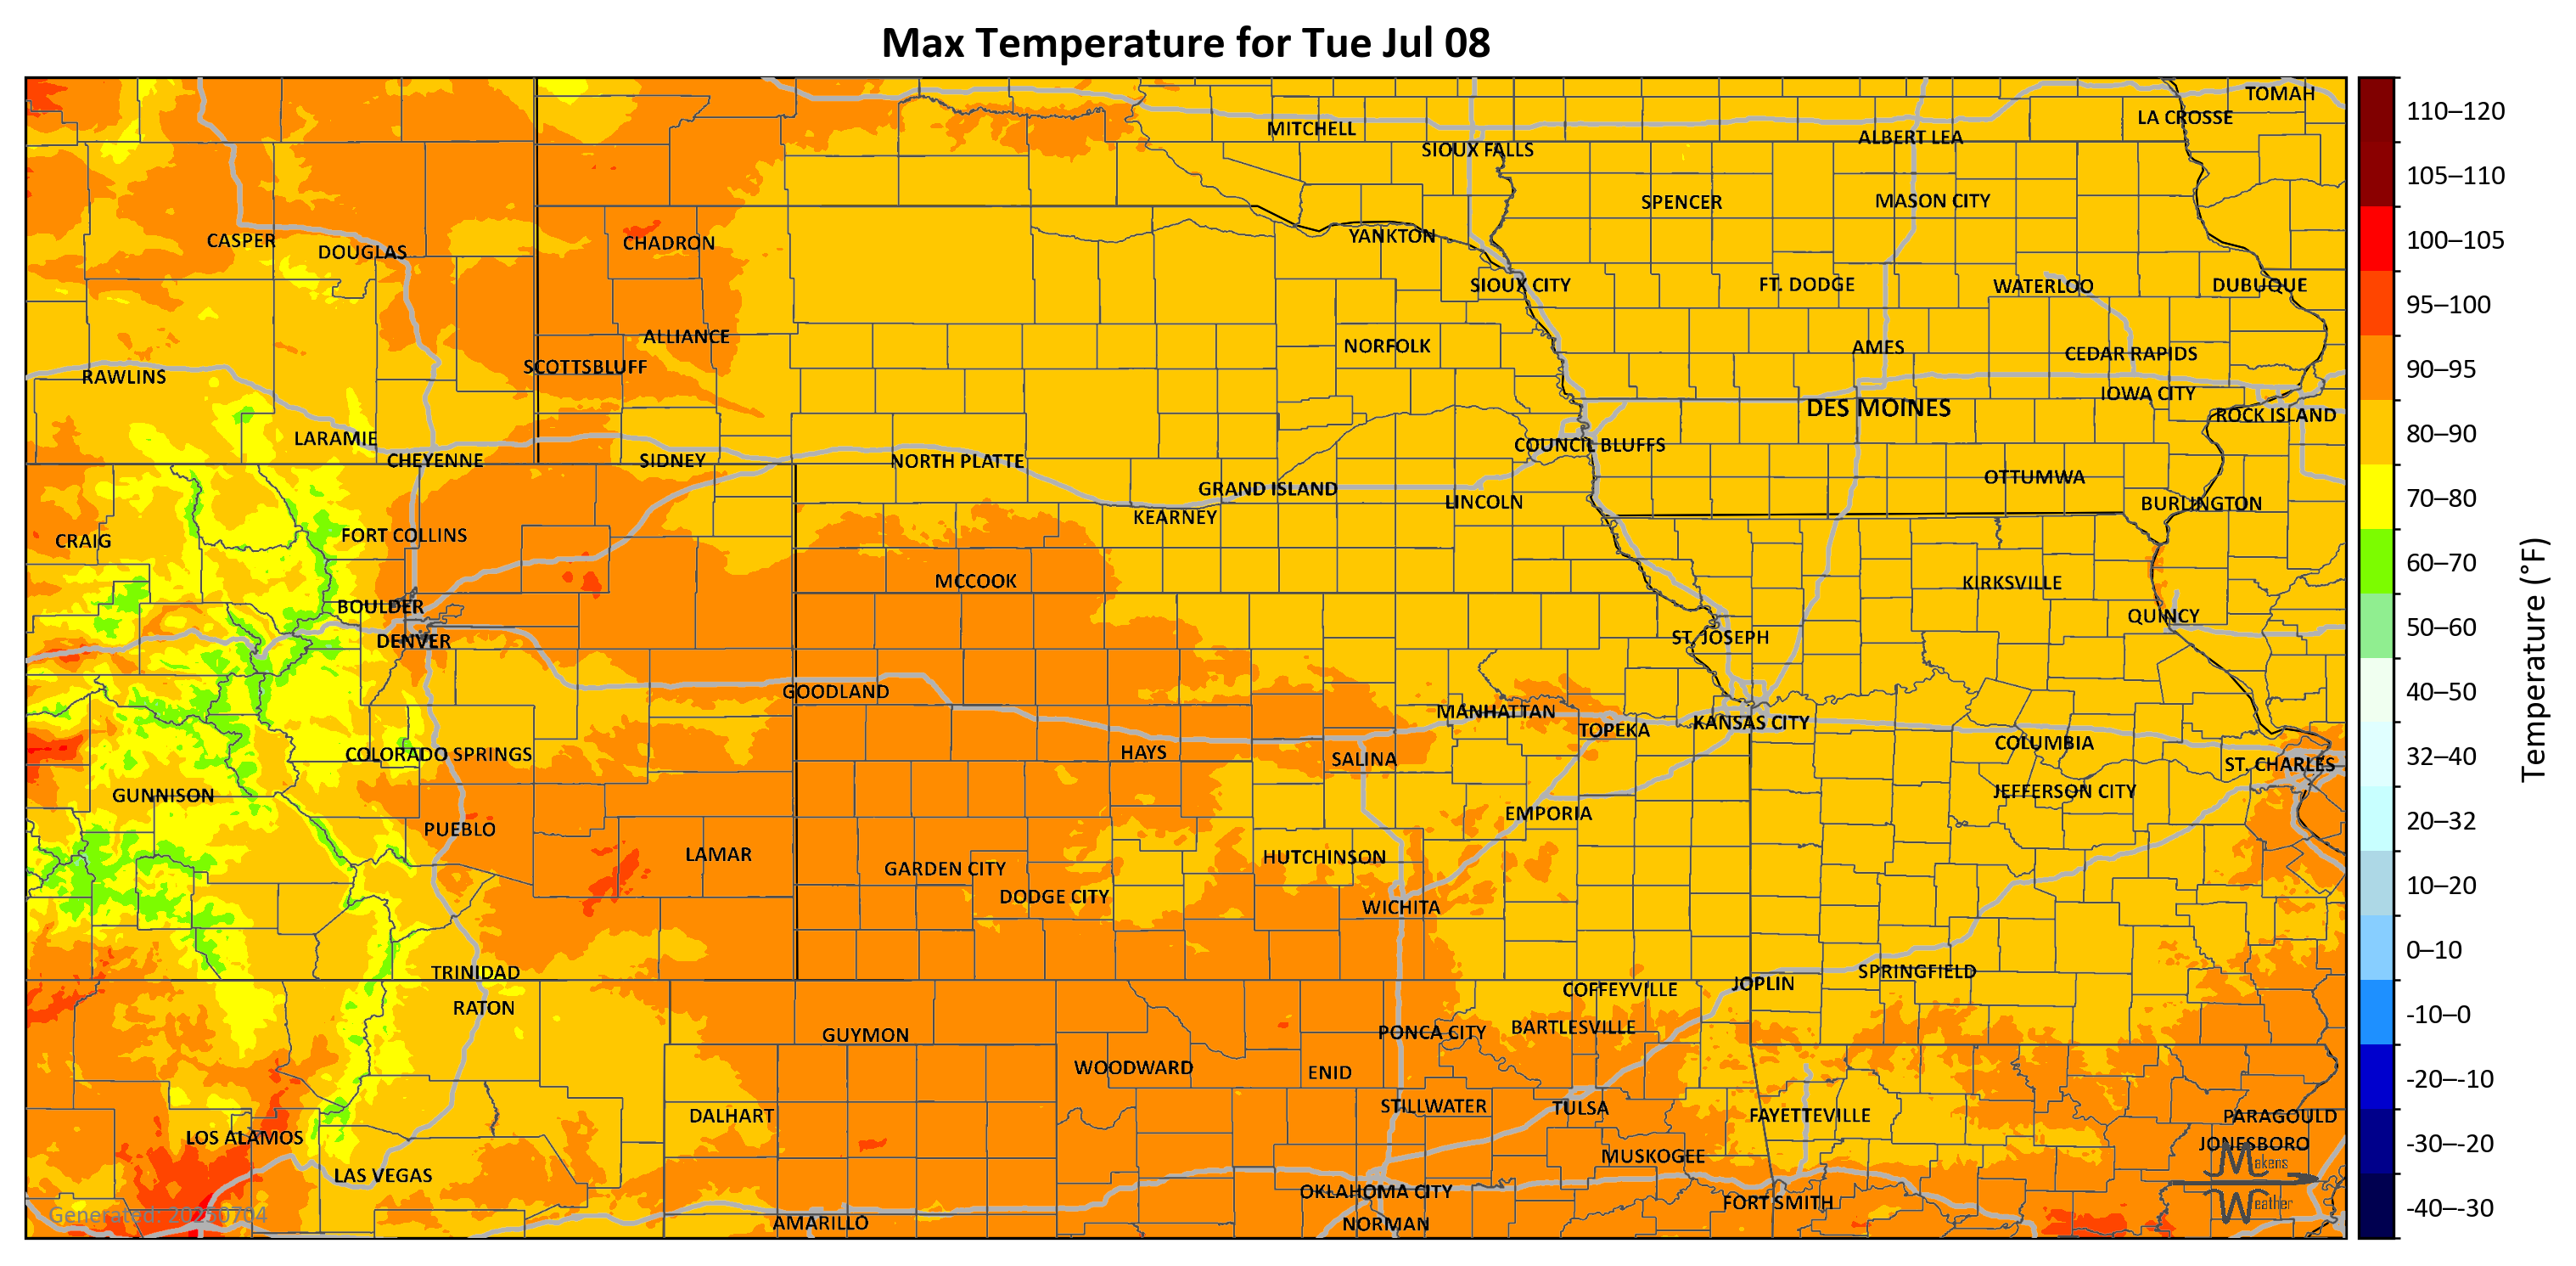 Max Temperature for Tue Jul 08
TOMAH
LA CROSSE
MITCHELL
ALBERT LEA
SIOUX FALLS
SPENCER
MASON CITY
CASPER
DOUGLAS
CHADRON
YANKTON
SIOUX CITY
FT. DODGE
WATERLOO
DUBUQUE
ALLIANCE
NORFOLK
AMES
CEDAR RAPIDS
SCOTTSBLUFF
RAWLINS
IOWA CITY
DES MOINES
ROCK ISLAND
LARAMIE
COUNCIL BLUFFS
CHEYENNE
SIDNEY
NORTH PLATTE
OTTUMWA
GRAND ISLAND
LINCOLN
BURLINGTON
KEARNEY
CRAIG
FORT COLLINS
MCCOOK
KIRKSVILLE
BOULDER
QUINCY
DENVER
ST. JOSEPH
GOODLAND
MANHATTAN
TOPEKA
KANSAS CITY
COLUMBIA
COLORADO SPRINGS
HAYS
SALINA
ST. CHARLES
GUNNISON
JEFFERSON CITY
EMPORIA
PUEBLO
LAMAR
HUTCHINSON
GARDEN CITY
DODGE CITY
WICHITA
TRINIDAD
SPRINGFIELD
JOPLIN
COFFEYVILLE
RATON
GUYMON
PONCA CITY
BARTLESVILLE
WOODWARD
ENID
DALHART
STILLWATER
TULSA
FAYETTEVILLE
PARAGOULD
LOS ALAMOS
JONESBORO
MUSKOGEE
LAS VEGAS
OKLAHOMA CITY
FORT SMITH
AMARILLO
NORMAN
Generated: 20250704
Makens
Weather
110–120
105–110
100–105
95–100
90–95
80–90
70–80
60–70
50–60
40–50
32–40
20–32
10–20
0–10
-10–0
-20–-10
-30–-20
-40–-30
Temperature (°F)